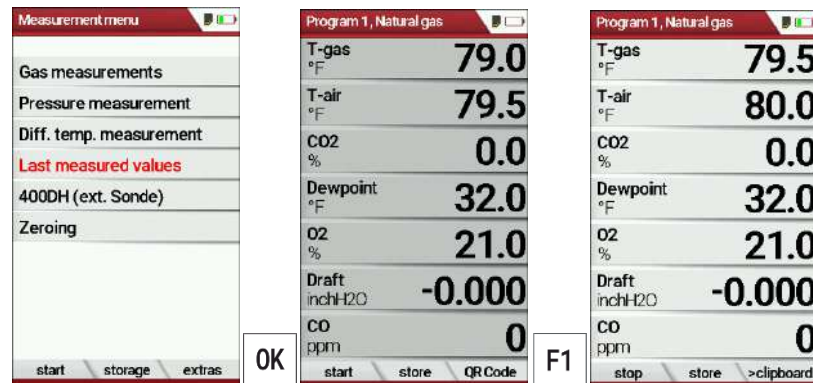 Measurement menu
Gas measurements
Pressure measurement
Diff. temp. measurement
Last measured values
400DH (ext. Sonde)
Zeroing
start storage extras
OK
Program 1, Natural gas
T-gas
°F
79.0
T-air
°F
79.5
CO2
%
0.0
Dewpoint
°F
32.0
O2
%
21.0
Draft
inchH2O
-0.000
CO
ppm
0
start store QR Code
F1
Program 1, Natural gas
T-gas
°F
79.5
T-air
°F
80.0
CO2
%
0.0
Dewpoint
°F
32.0
O2
%
21.0
Draft
inchH2O
-0.000
CO
ppm
0
stop store >clipboard